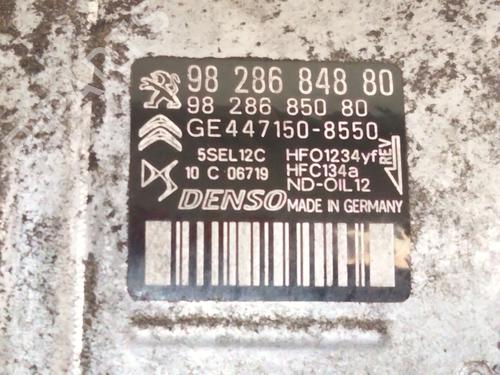 98 286 848 80
98 286 850 80
GE447150-8550
5SEL12C HFO1234yf
10 C 06719 HFC134a
ND-OIL12
REV
DENSO MADE IN GERMANY